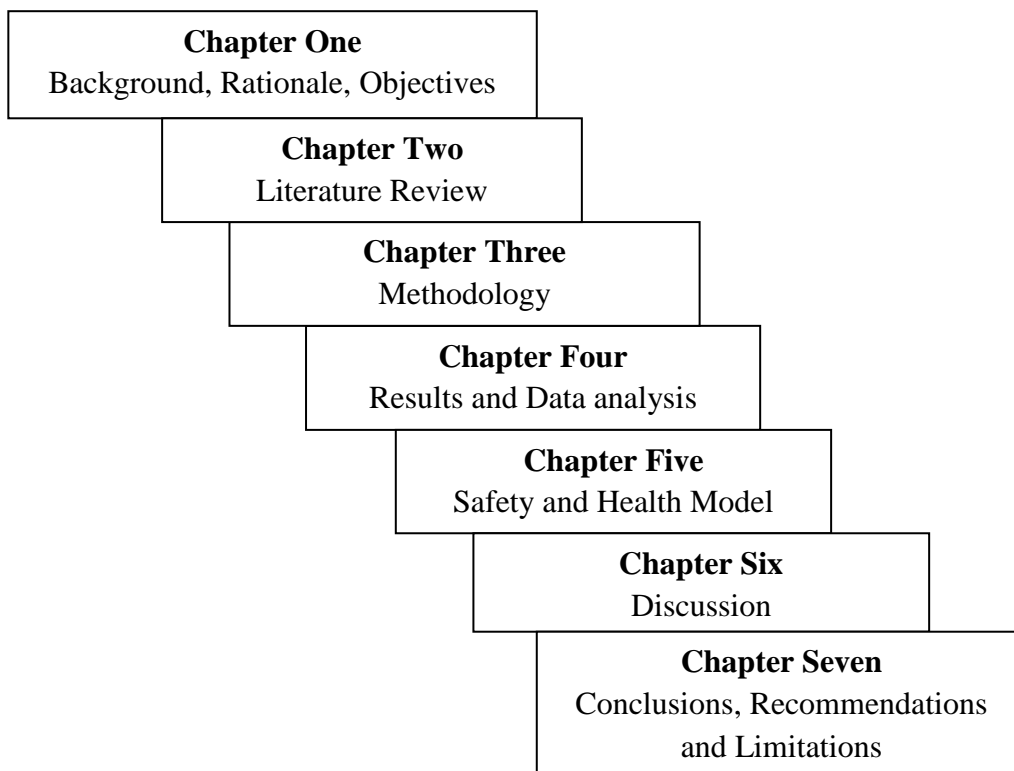 Chapter One
Background, Rationale, Objectives
Chapter Two
Literature Review
Chapter Three
Methodology
Chapter Four
Results and Data analysis
Chapter Five
Safety and Health Model
Chapter Six
Discussion
Chapter Seven
Conclusions, Recommendations
and Limitations